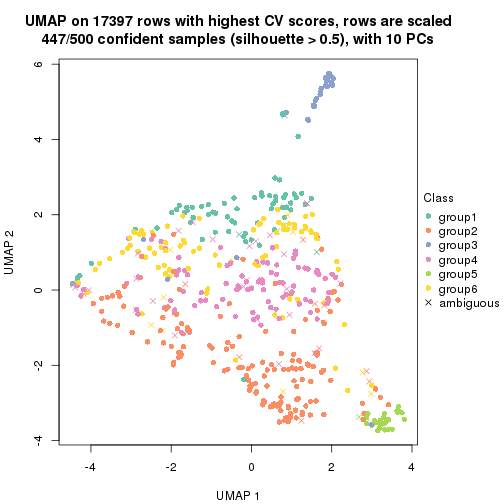 UMAP on 17397 rows with highest CV scores, rows are scaled
447/500 confident samples (silhouette > 0.5), with 10 PCs
6
4
2
0
-2
-4
UMAP 2
-4
-2
0
2
4
UMAP 1
Class
group1
group2
group3
group4
group5
group6
ambiguous